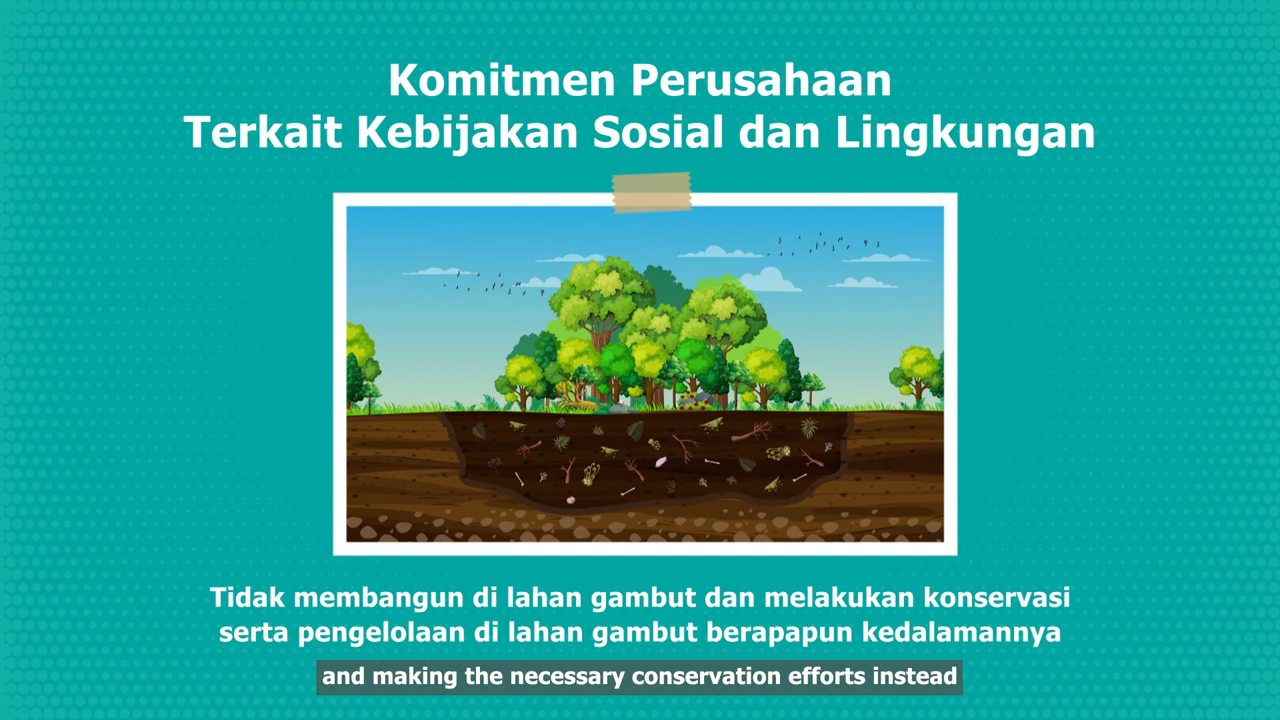 Komitmen Perusahaan
Terkait Kebijakan Sosial dan Lingkungan
Tidak membangun di lahan gambut dan melakukan konservasi
serta pengelolaan di lahan gambut berapapun kedalamannya
and making the necessary conservation efforts instead